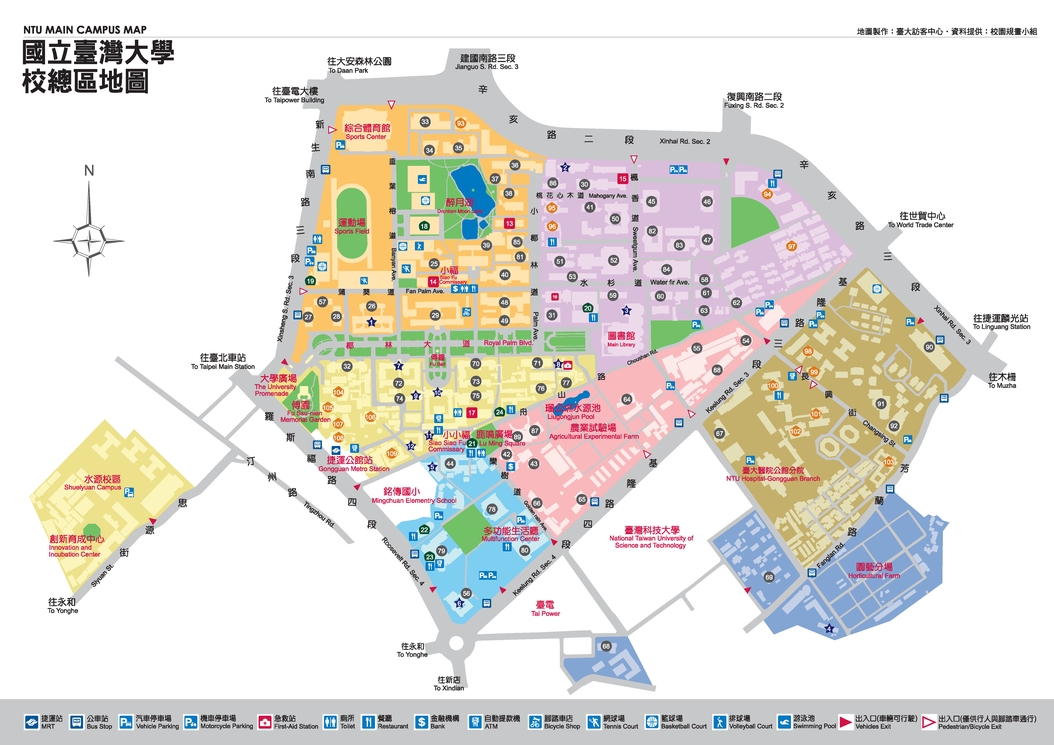 NTU MAIN CAMPUS MAP
國立臺灣大學
校總區地圖
地圖製作：臺大訪客中心・資料提供：校園規畫小組
往大安森林公園
To Daan Park
建國南路三段
Jianguo S. Rd. Sec. 3
往臺電大樓
To Taipower Building
復興南路二段
Fuxing S. Rd. Sec. 2
辛亥路二段
Xinhai Rd. Sec. 2
辛亥路三段
Xinhai Rd. Sec. 3
往世貿中心
To World Trade Center
往捷運麟光站
To Linguang Station
往木柵
To Muzha
新生南路三段
Xinsheng S. Rd. Sec. 3
N
綜合體育館
Sports Center
運動場
Sports Field
醉月湖
小福
Siao Fu
Commissary
蒲葵道
Fan Palm Ave.
椰林大道
Royal Palm Blvd.
Banyan Ave.
小椰林道
Palm Ave.
桃花心木道
Mahogany Ave.
楓香道
Sweetgum Ave.
水杉道
Water fir Ave.
圖書館
Main Library
舟山路
Choushan Rd.
傅鐘
Fu Bell
往臺北車站
To Taipei Main Station
大學廣場
The University
Promenade
傅園
Fu Szu-nien
Memorial Garden
羅斯福路四段
Roosevelt Rd. Sec. 4
捷運公館站
Gongguan Metro Station
小小福
Siao Siao Fu
Commissary
鹿鳴廣場
Lu Ming Square
瑠公圳水源池
Liugongjun Pool
農業試驗場
Agricultural Experimental Farm
銘傳國小
Mingchuan Elementry School
多功能生活廳
Multifunction Center
基隆路三段
Keelung Rd. Sec. 3
基隆路四段
Keelung Rd. Sec. 4
長興街
Changsing St.
芳蘭路
Fanglan Rd.
臺大醫院公館分院
NTU Hospital-Gongguan Branch
臺灣科技大學
National Taiwan University of
Science and Technology
園藝分場
Horticultural Farm
臺電
Tai Power
汀州路
Tingzhou Rd.
水源校區
Shueiyuan Campus
創新育成中心
Innovation and
Incubation Center
思源街
Siyuan St.
往永和
To Yonghe
往永和
To Yonghe
往新店
To Xindian
捷運站
MRT
公車站
Bus Stop
汽車停車場
Vehicle Parking
機車停車場
Motorcycle Parking
急救站
First-Aid Station
廁所
Toilet
餐廳
Restaurant
金融機構
Bank
自動提款機
ATM
腳踏車店
Bicycle Shop
網球場
Tennis Court
籃球場
Basketball Court
排球場
Volleyball Court
游泳池
Swimming Pool
出入口(車輛可行駛)
Vehicles Exit
出入口(僅供行人與腳踏車通行)
Pedestrian/Bicycle Exit